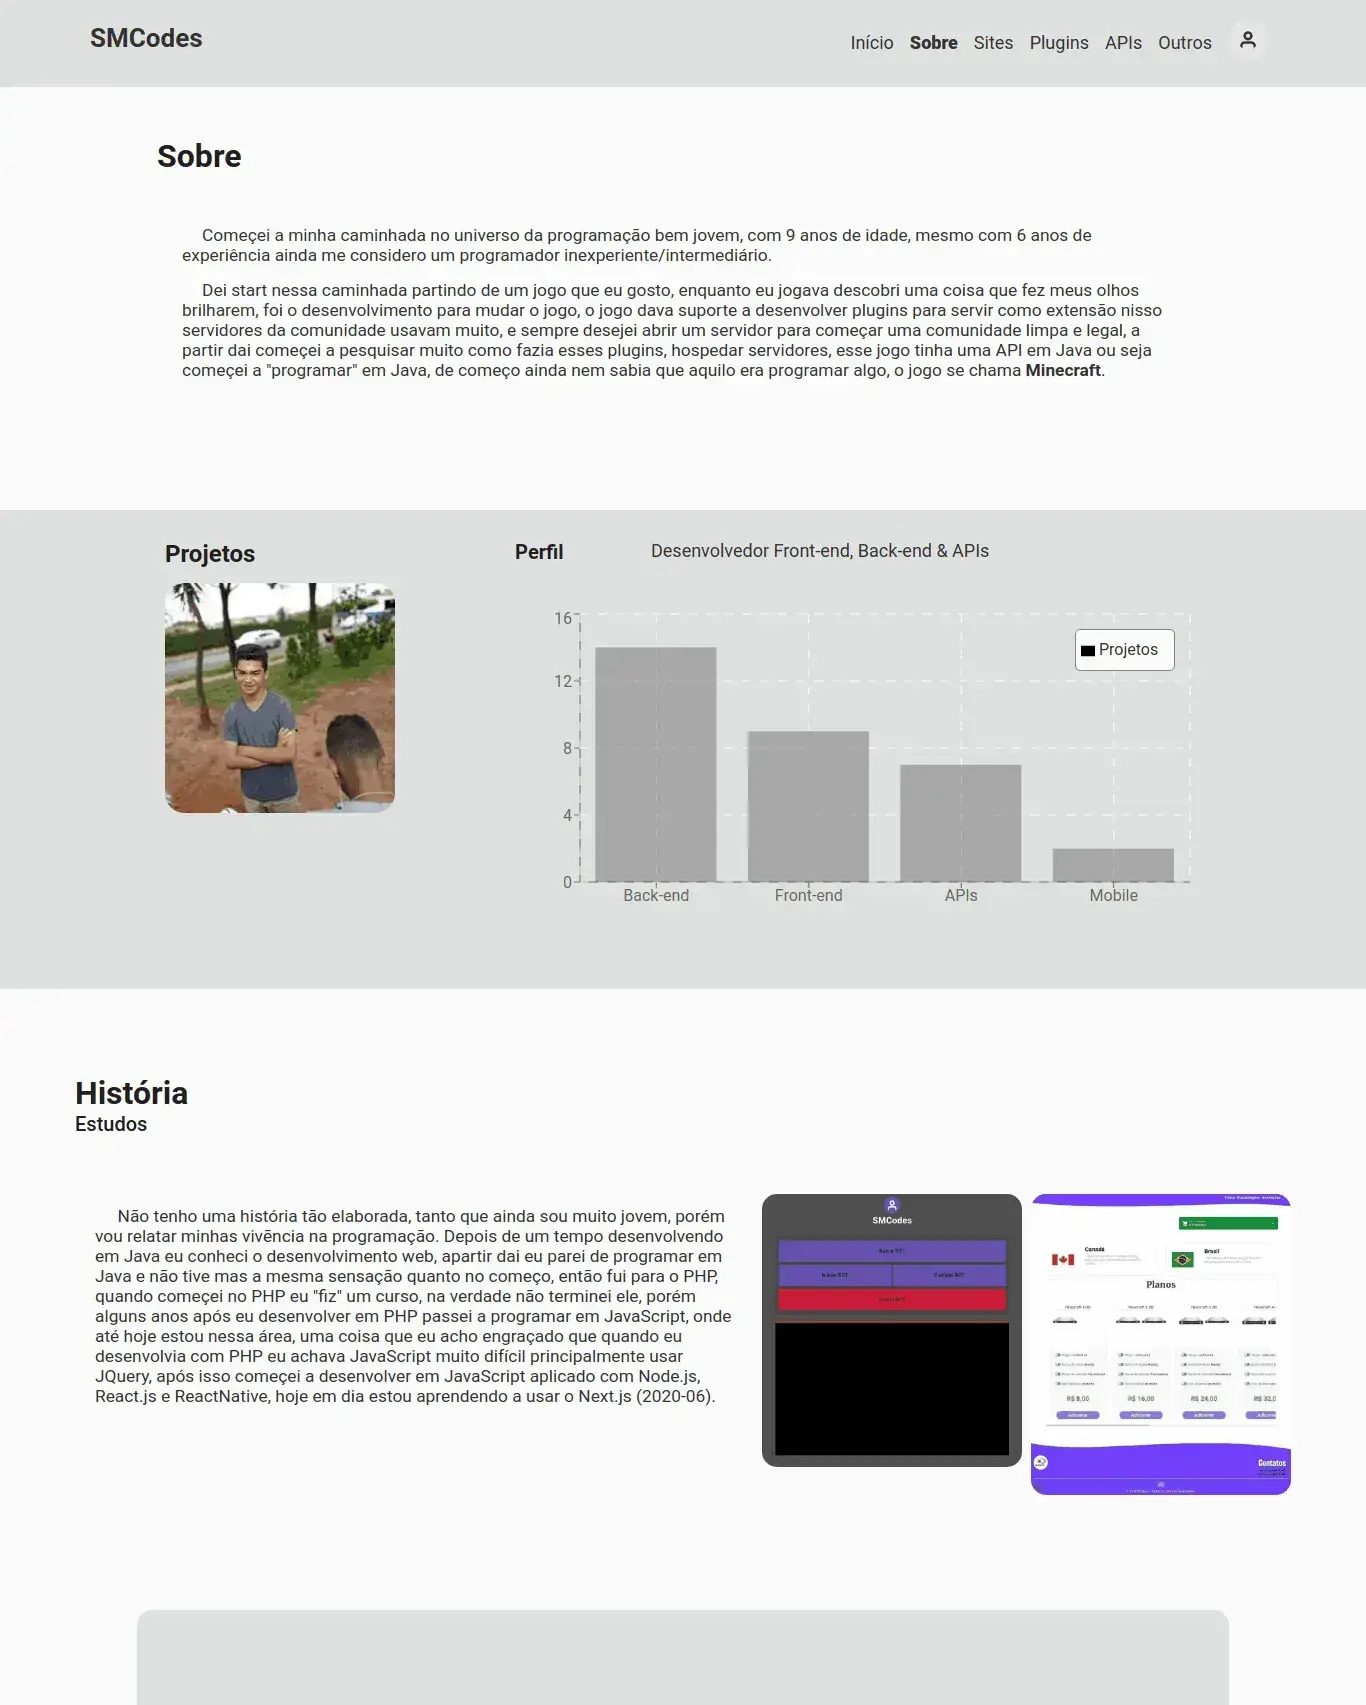 SMCodes
Início Sobre Sites Plugins APIs Outros
Sobre
Começei a minha caminhada no universo da programação bem jovem, com 9 anos de idade, mesmo com 6 anos de
experiência ainda me considero um programador inexperiente/intermediário.
Dei start nessa caminhada partindo de um jogo que eu gosto, enquanto eu jogava descobri uma coisa que fez meus olhos
brilharem, foi o desenvolvimento para mudar o jogo, o jogo dava suporte a desenvolver plugins para servir como extensão nisso
servidores da comunidade usavam muito, e sempre desejei abrir um servidor para começar uma comunidade limpa e legal, a
partir dai começei a pesquisar muito como fazia esses plugins, hospedar servidores, esse jogo tinha uma API em Java ou seja
começei a "programar" em Java, de começo ainda nem sabia que aquilo era programar algo, o jogo se chama Minecraft.
Projetos
Perfil
Desenvolvedor Front-end, Back-end & APIs
16
12
8
4
0
Projetos
Back-end Front-end APIs Mobile
História
Estudos
Não tenho uma história tão elaborada, tanto que ainda sou muito jovem, porém
vou relatar minhas vivência na programação. Depois de um tempo desenvolvendo
em Java eu conheci o desenvolvimento web, apartir dai eu parei de programar em
Java e não tive mas a mesma sensação quanto no começo, então fui para o PHP,
quando começei no PHP eu "fiz" um curso, na verdade não terminei ele, porém
alguns anos após eu desenvolver em PHP passei a programar em JavaScript, onde
até hoje estou nessa área, uma coisa que eu acho engraçado que quando eu
desenvolvia com PHP eu achava JavaScript muito difícil principalmente usar
JQuery, após isso começei a desenvolver em JavaScript aplicado com Node.js,
React.js e ReactNative, hoje em dia estou aprendendo a usar o Next.js (2020-06).
SMCodes
Canadá
Brasil
Planos
R$ 8,00 R$ 16,00 R$ 24,00 R$ 32,0
Adicionar Adicionar Adicionar
Contatos